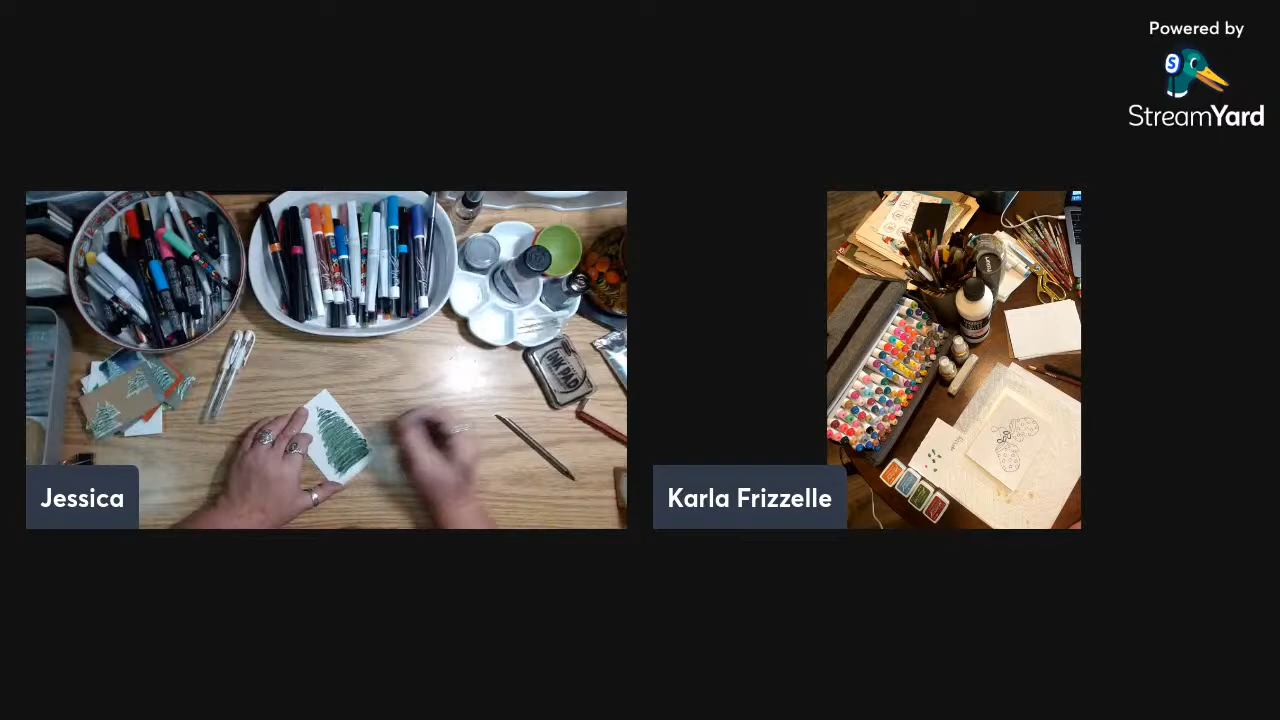 Powered by
S
StreamYard
INK PAD
Jessica
Karla Frizzelle